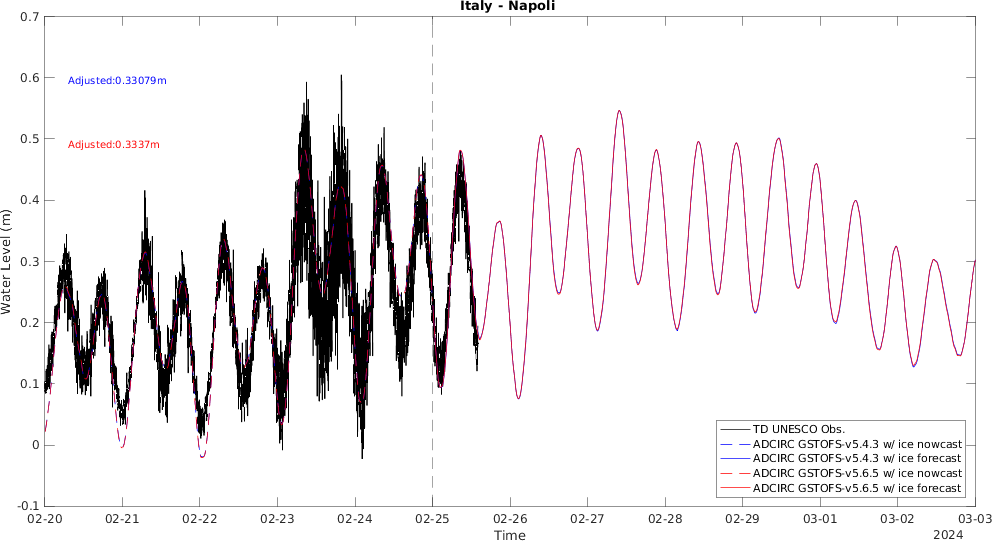 Italy - Napoli
0.7
0.6
0.5
0.4
0.3
0.2
0.1
0
-0.1
Water Level (m)
Adjusted:0.33079m
Adjusted:0.3337m
TD UNESCO Obs.
ADCIRC GSTOFS-v5.4.3 w/ ice nowcast
ADCIRC GSTOFS-v5.4.3 w/ ice forecast
ADCIRC GSTOFS-v5.6.5 w/ ice nowcast
ADCIRC GSTOFS-v5.6.5 w/ ice forecast
02-20 02-21 02-22 02-23 02-24 02-25 02-26 02-27 02-28 02-29 03-01 03-02 03-03
Time
2024